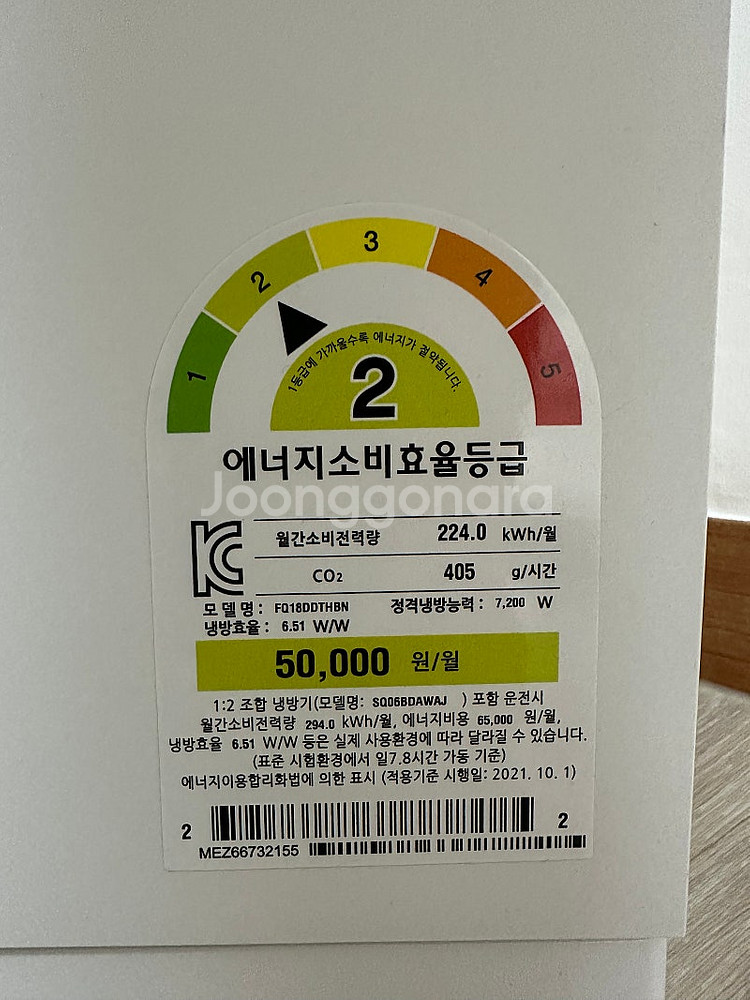 1
2
3
4
5
1등급에 가까울수록 에너지가 절약됩니다.
2
에너지소비효율등급
Joonggonara
월간소비전력량 224.0 kWh/월
CO₂ 405 g/시간
모 델 명 : FQ18DDTHBN 정격냉방능력 : 7,200 W
냉방효율 : 6.51 W/W
50,000 원/월
1:2 조합 냉방기(모델명: SQ06BDAWAJ ) 포함 운전시
월간소비전력량 294.0 kWh/월, 에너지비용 65,000 원/월,
냉방효율 6.51 W/W 등은 실제 사용환경에 따라 달라질 수 있습니다.
(표준 시험환경에서 일7.8시간 가동 기준)
에너지이용합리화법에 의한 표시 (적용기준 시행일: 2021. 10. 1)
2 2
MEZ66732155